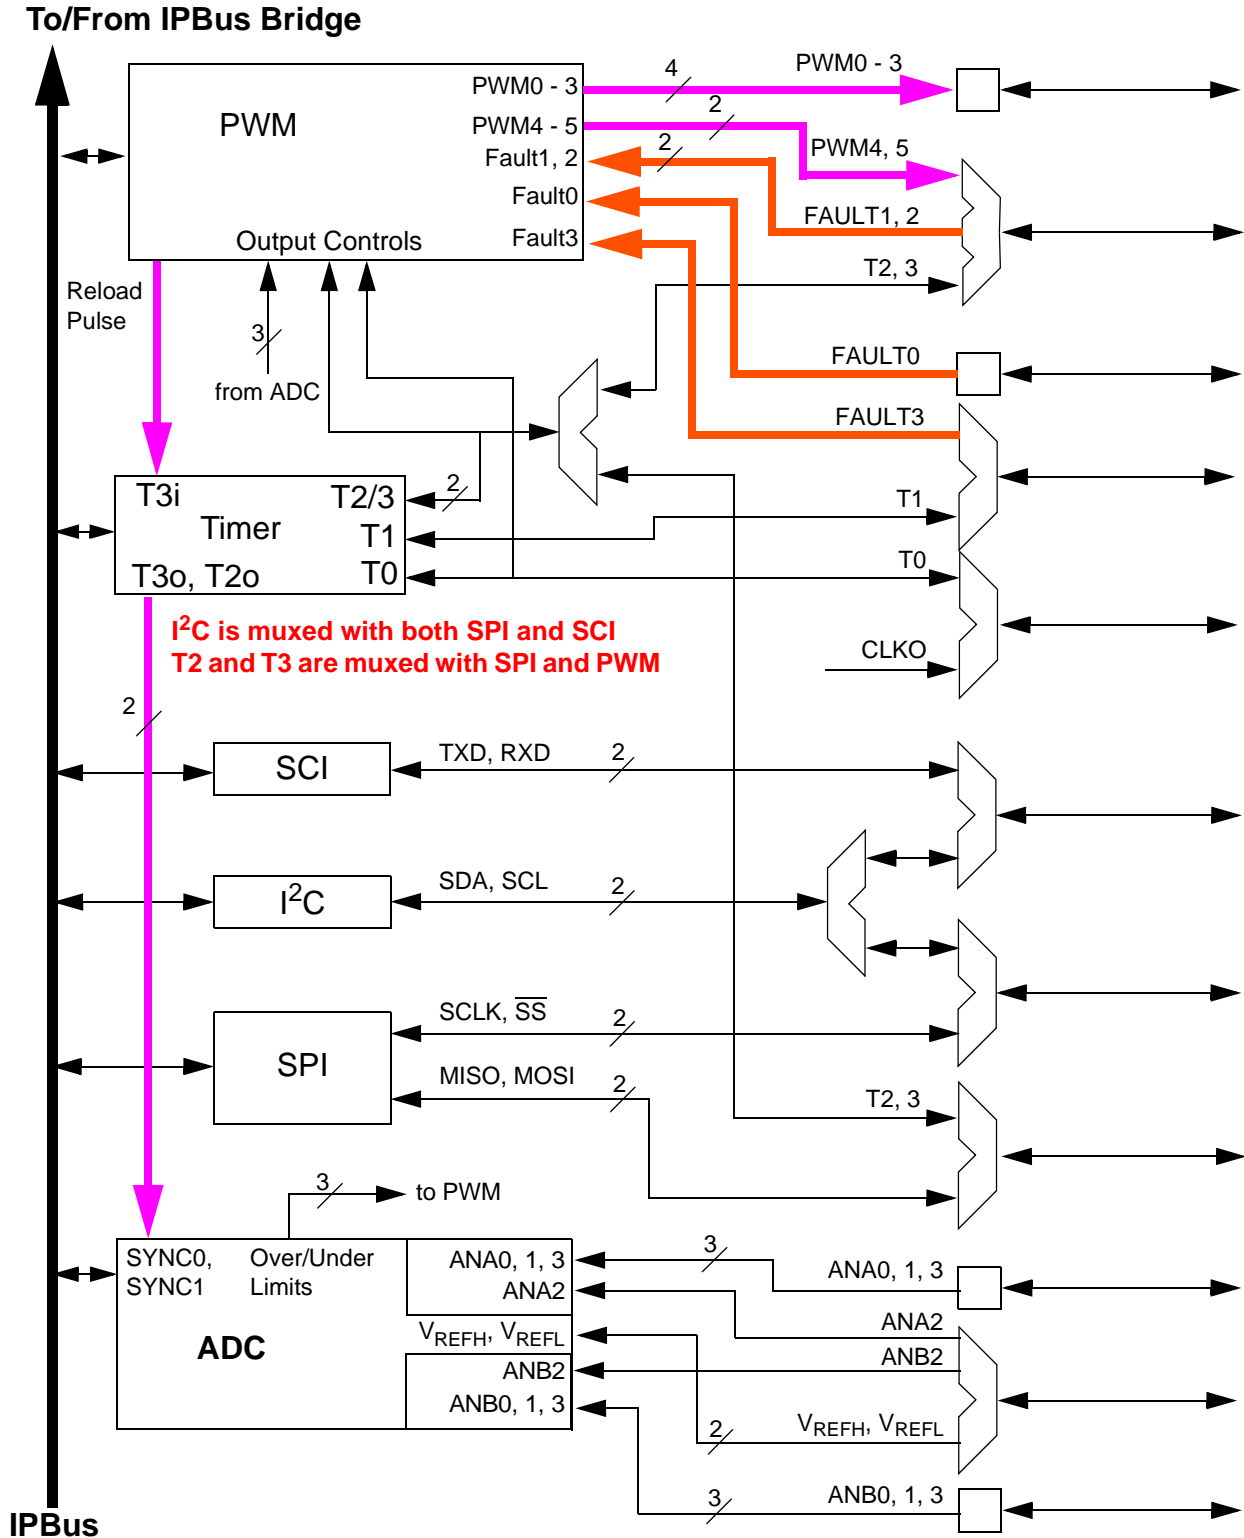 To/From IPBus Bridge
PWM
PWM0 - 3
4
PWM0 - 3
PWM4 - 5
2
PWM4, 5
Fault1, 2
2
FAULT1, 2
Fault0
Fault3
Output Controls
T2, 3
Reload
Pulse
3
from ADC
FAULT0
FAULT3
T3i
T2/3
2
Timer
T1
T1
T3o, T2o
T0
T0
I²C is muxed with both SPI and SCI
T2 and T3 are muxed with SPI and PWM
CLKO
2
SCI
TXD, RXD
2
I²C
SDA, SCL
2
SPI
SCLK, S̅S̅
2
MISO, MOSI
2
T2, 3
3
to PWM
SYNC0,
SYNC1
Over/Under
Limits
ADC
ANA0, 1, 3
3
ANA0, 1, 3
ANA2
ANA2
VREFH, VREFL
ANB2
ANB2
ANB0, 1, 3
2
VREFH, VREFL
3
ANB0, 1, 3
IPBus